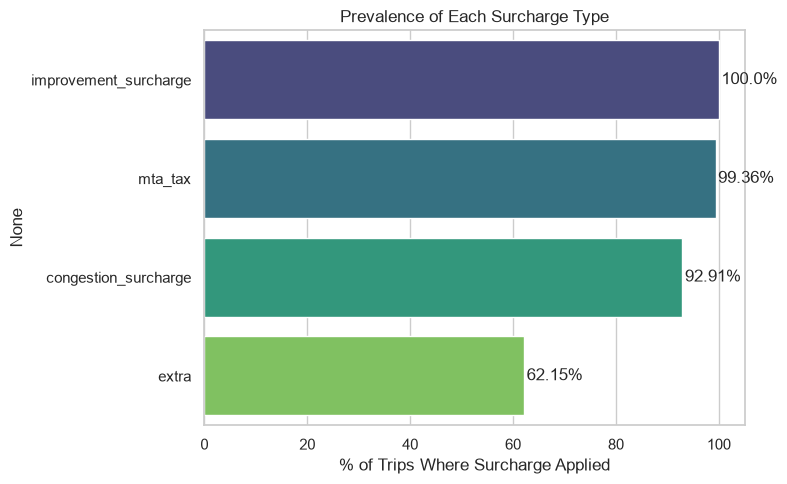 Prevalence of Each Surcharge Type
improvement_surcharge
100.0%
mta_tax
99.36%
None
congestion_surcharge
92.91%
extra
62.15%
0 20 40 60 80 100
% of Trips Where Surcharge Applied